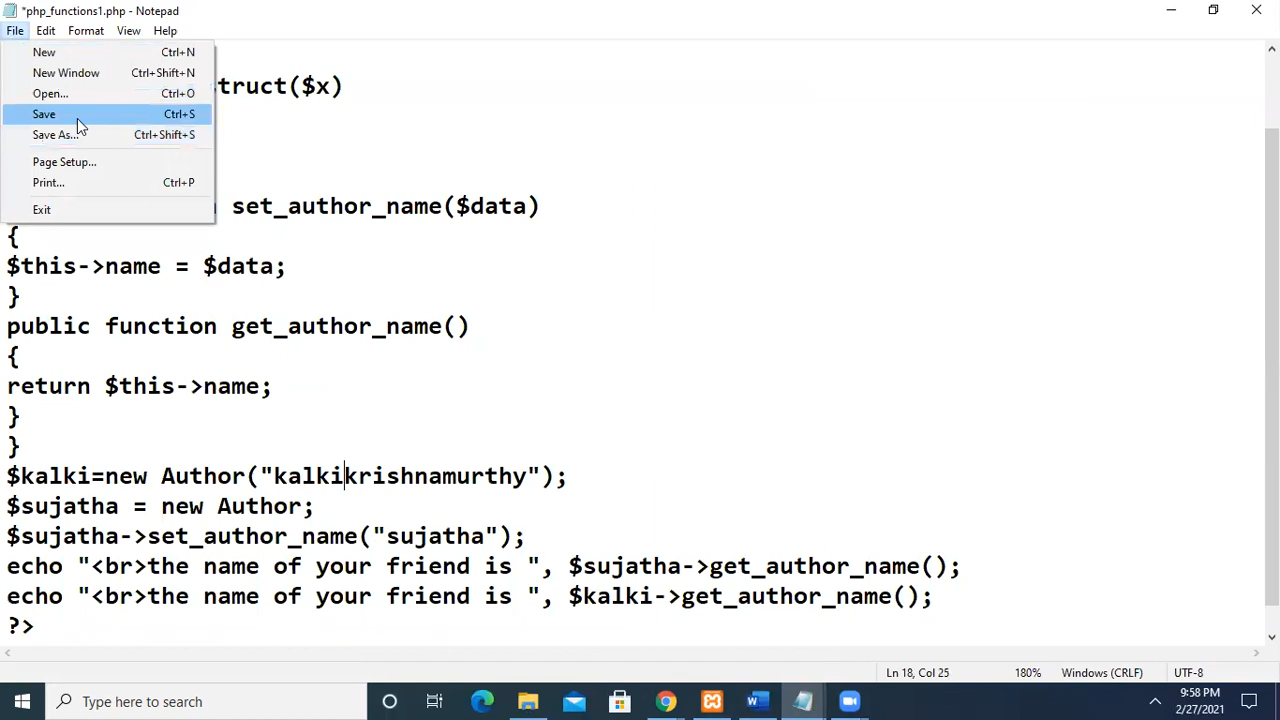 *php_functions1.php - Notepad
File Edit Format View Help
New Ctrl+N
New Window Ctrl+Shift+N
Open... Ctrl+O
Save Ctrl+S
Save As... Ctrl+Shift+S
Page Setup... 
Print... Ctrl+P
Exit
truct($x)
set_author_name($data)
{
$this->name = $data;
}
public function get_author_name()
{
return $this->name;
}
}
$kalki=new Author("kalkikrishnamurthy");
$sujatha = new Author;
$sujatha->set_author_name("sujatha");
echo "<br>the name of your friend is ", $sujatha->get_author_name();
echo "<br>the name of your friend is ", $kalki->get_author_name();
?>
Ln 18, Col 25 180% Windows (CRLF) UTF-8
Type here to search
9:58 PM
2/27/2021